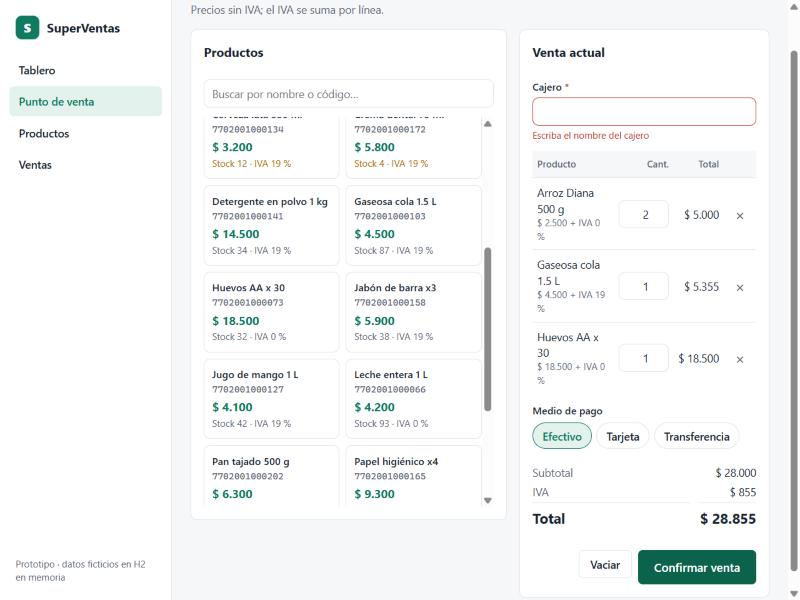 S SuperVentas
Tablero
Punto de venta
Productos
Ventas
Prototipo · datos ficticios en H2
en memoria
Precios sin IVA; el IVA se suma por línea.
Productos
Buscar por nombre o código...
7702001000134
$ 3.200
Stock 12 · IVA 19 %
7702001000172
$ 5.800
Stock 4 · IVA 19 %
Detergente en polvo 1 kg
7702001000141
$ 14.500
Stock 34 · IVA 19 %
Gaseosa cola 1.5 L
7702001000103
$ 4.500
Stock 87 · IVA 19 %
Huevos AA x 30
7702001000073
$ 18.500
Stock 32 · IVA 0 %
Jabón de barra x3
7702001000158
$ 5.900
Stock 38 · IVA 19 %
Jugo de mango 1 L
7702001000127
$ 4.100
Stock 42 · IVA 19 %
Leche entera 1 L
7702001000066
$ 4.200
Stock 93 · IVA 0 %
Pan tajado 500 g
7702001000202
$ 6.300
Papel higiénico x4
7702001000165
$ 9.300
Venta actual
Cajero *
Escriba el nombre del cajero
Producto Cant. Total
Arroz Diana
500 g
$ 2.500 + IVA 0
%
2 $ 5.000 ×
Gaseosa cola
1.5 L
$ 4.500 + IVA 19
%
1 $ 5.355 ×
Huevos AA x
30
$ 18.500 + IVA 0
%
1 $ 18.500 ×
Medio de pago
Efectivo Tarjeta Transferencia
Subtotal $ 28.000
IVA $ 855
Total $ 28.855
Vaciar Confirmar venta